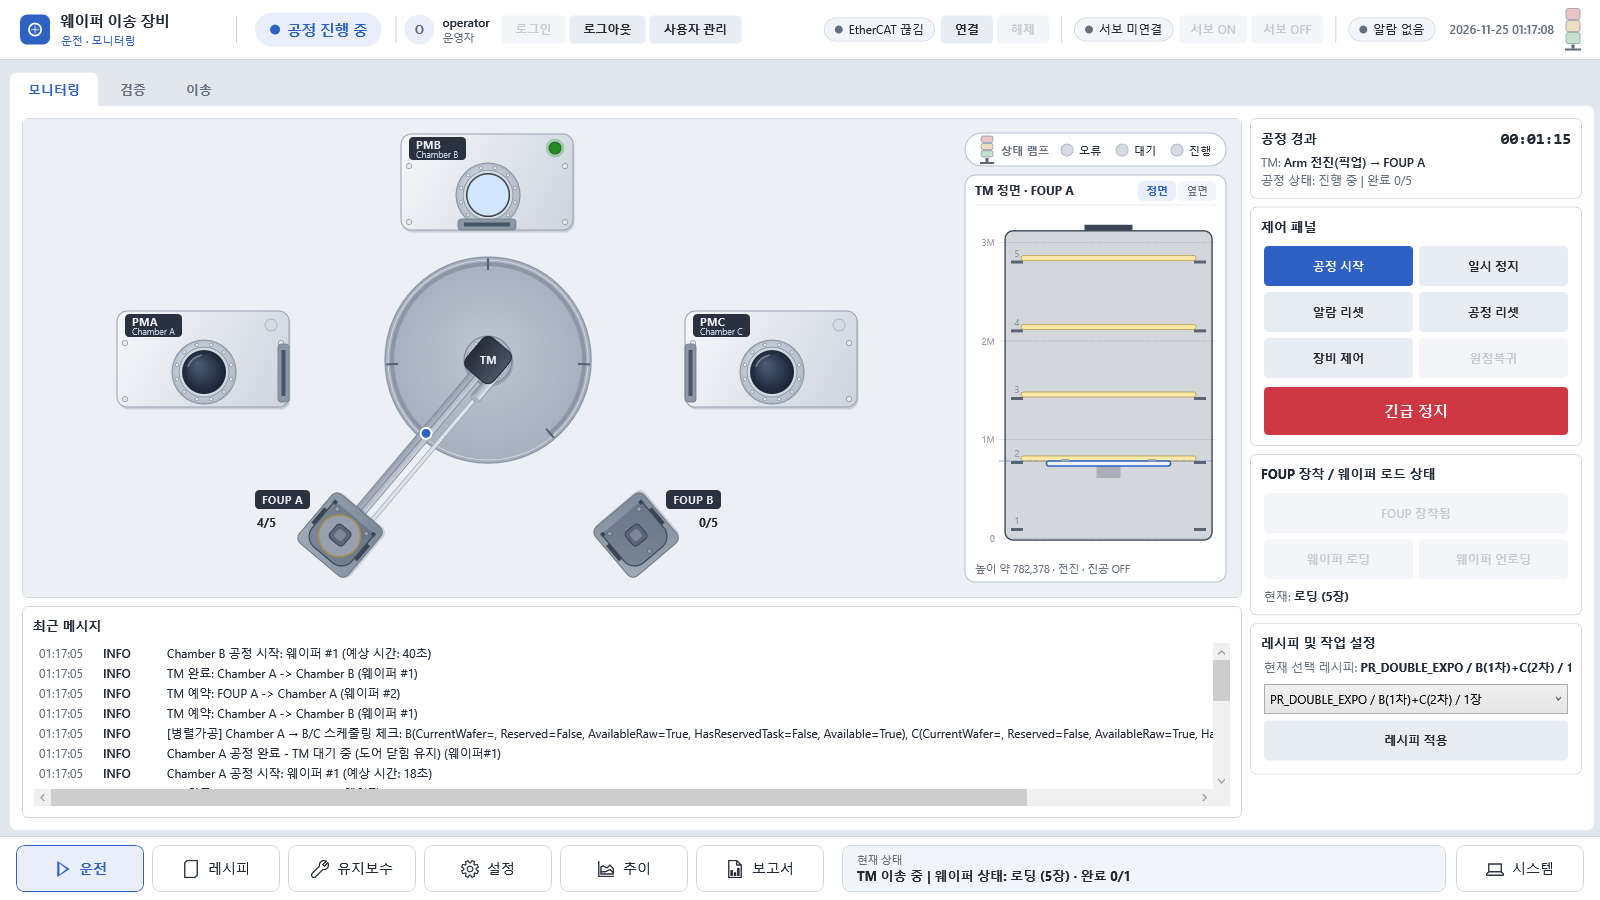 웨이퍼 이송 장비
운전 · 모니터링
공정 진행 중
O
operator
운영자
로그인
로그아웃
사용자 관리
EtherCAT 끊김
연결
해제
서보 미연결
서보 ON
서보 OFF
알람 없음
2026-11-25 01:17:08
모니터링
검증
이송
PMB
Chamber B
PMA
Chamber A
PMC
Chamber C
TM
FOUP A
4/5
FOUP B
0/5
상태 램프
오류
대기
진행
TM 정면 · FOUP A
정면
옆면
3M
5
4
2M
3
1M
2
1
0
높이 약 782,378 · 전진 · 진공 OFF
공정 경과
00:01:15
TM: Arm 전진(픽업) → FOUP A
공정 상태: 진행 중 | 완료 0/5
제어 패널
공정 시작
일시 정지
알람 리셋
공정 리셋
장비 제어
원점복귀
긴급 정지
FOUP 장착 / 웨이퍼 로드 상태
FOUP 장착됨
웨이퍼 로딩
웨이퍼 언로딩
현재: 로딩 (5장)
레시피 및 작업 설정
현재 선택 레시피: PR_DOUBLE_EXPO / B(1차)+C(2차) / 1
PR_DOUBLE_EXPO / B(1차)+C(2차) / 1장
레시피 적용
최근 메시지
01:17:05 INFO Chamber B 공정 시작: 웨이퍼 #1 (예상 시간: 40초)
01:17:05 INFO TM 완료: Chamber A -> Chamber B (웨이퍼 #1)
01:17:05 INFO TM 예약: FOUP A -> Chamber A (웨이퍼 #2)
01:17:05 INFO TM 예약: Chamber A -> Chamber B (웨이퍼 #1)
01:17:05 INFO [병렬가공] Chamber A → B/C 스케줄링 체크: B(CurrentWafer=, Reserved=False, AvailableRaw=True, HasReservedTask=False, Available=True), C(CurrentWafer=, Reserved=False, AvailableRaw=True, Ha
01:17:05 INFO Chamber A 공정 완료 - TM 대기 중 (도어 닫힘 유지) (웨이퍼#1)
01:17:05 INFO Chamber A 공정 시작: 웨이퍼 #1 (예상 시간: 18초)
운전
레시피
유지보수
설정
추이
보고서
현재 상태
TM 이송 중 | 웨이퍼 상태: 로딩 (5장) · 완료 0/1
시스템